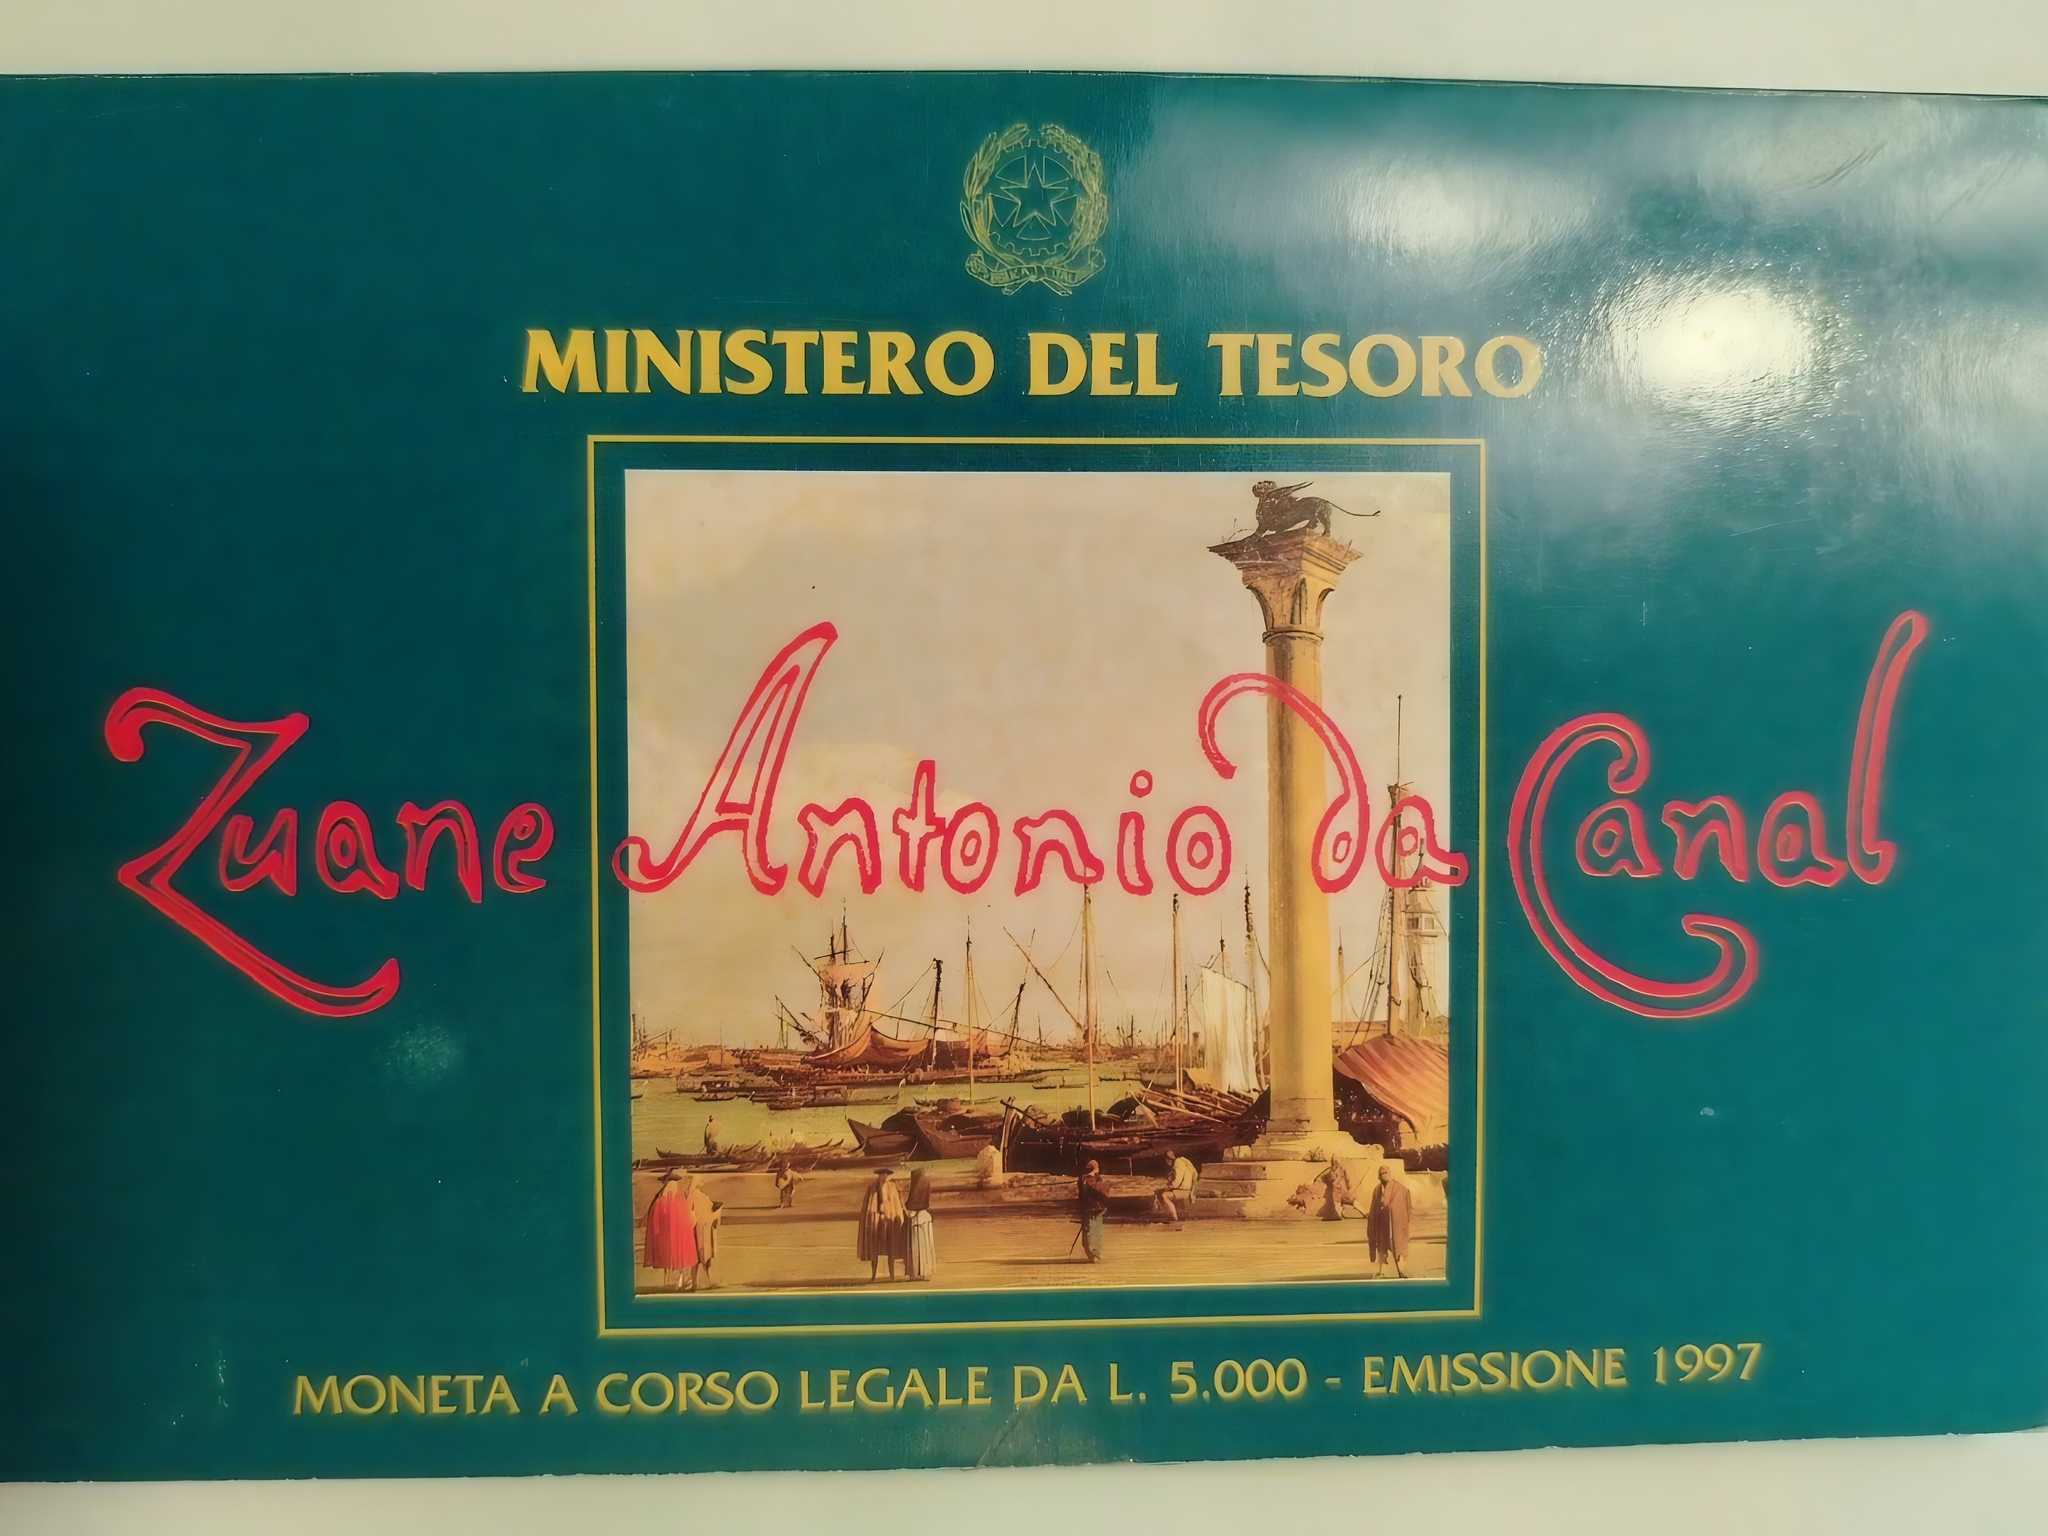 MINISTERO DEL TESORO
Zuane Antonio da Canal
MONETA A CORSO LEGALE DA L. 5.000 - EMISSIONE 1997